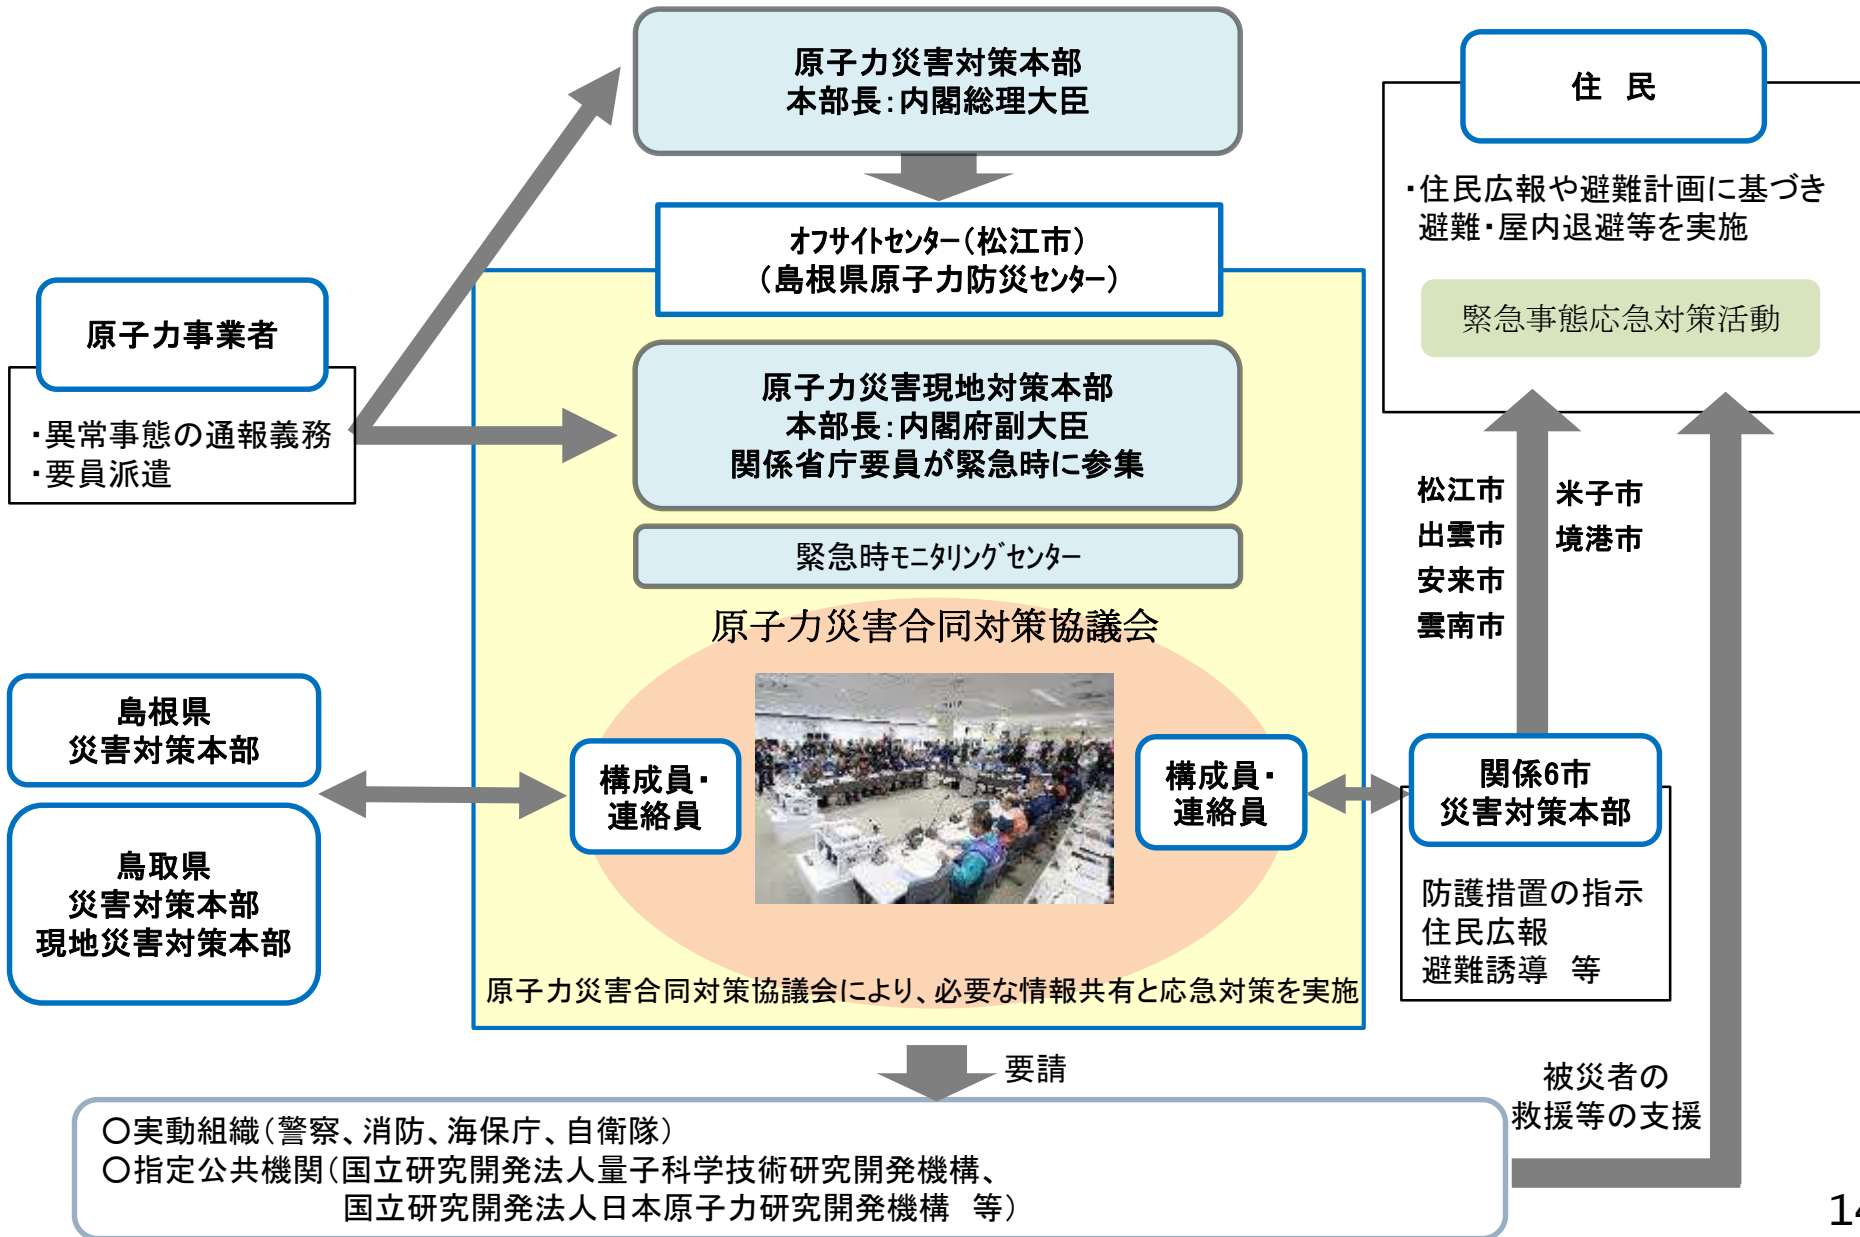 原子力災害対策本部
本部長：内閣総理大臣
オフサイトセンター（松江市）
（島根県原子力防災センター）
原子力事業者
・異常事態の通報義務
・要員派遣
原子力災害現地対策本部
本部長：内閣府副大臣
関係省庁要員が緊急時に参集
緊急時モニタリングセンター
原子力災害合同対策協議会
構成員・
連絡員
構成員・
連絡員
原子力災害合同対策協議会により、必要な情報共有と応急対策を実施
島根県
災害対策本部
鳥取県
災害対策本部
現地災害対策本部
住　民
・住民広報や避難計画に基づき
避難・屋内退避等を実施
緊急事態応急対策活動
松江市
出雲市
安来市
雲南市
米子市
境港市
関係6市
災害対策本部
防護措置の指示
住民広報
避難誘導　等
要請
被災者の
救援等の支援
○実動組織（警察、消防、海保庁、自衛隊）
○指定公共機関（国立研究開発法人量子科学技術研究開発機構、
国立研究開発法人日本原子力研究開発機構　等）